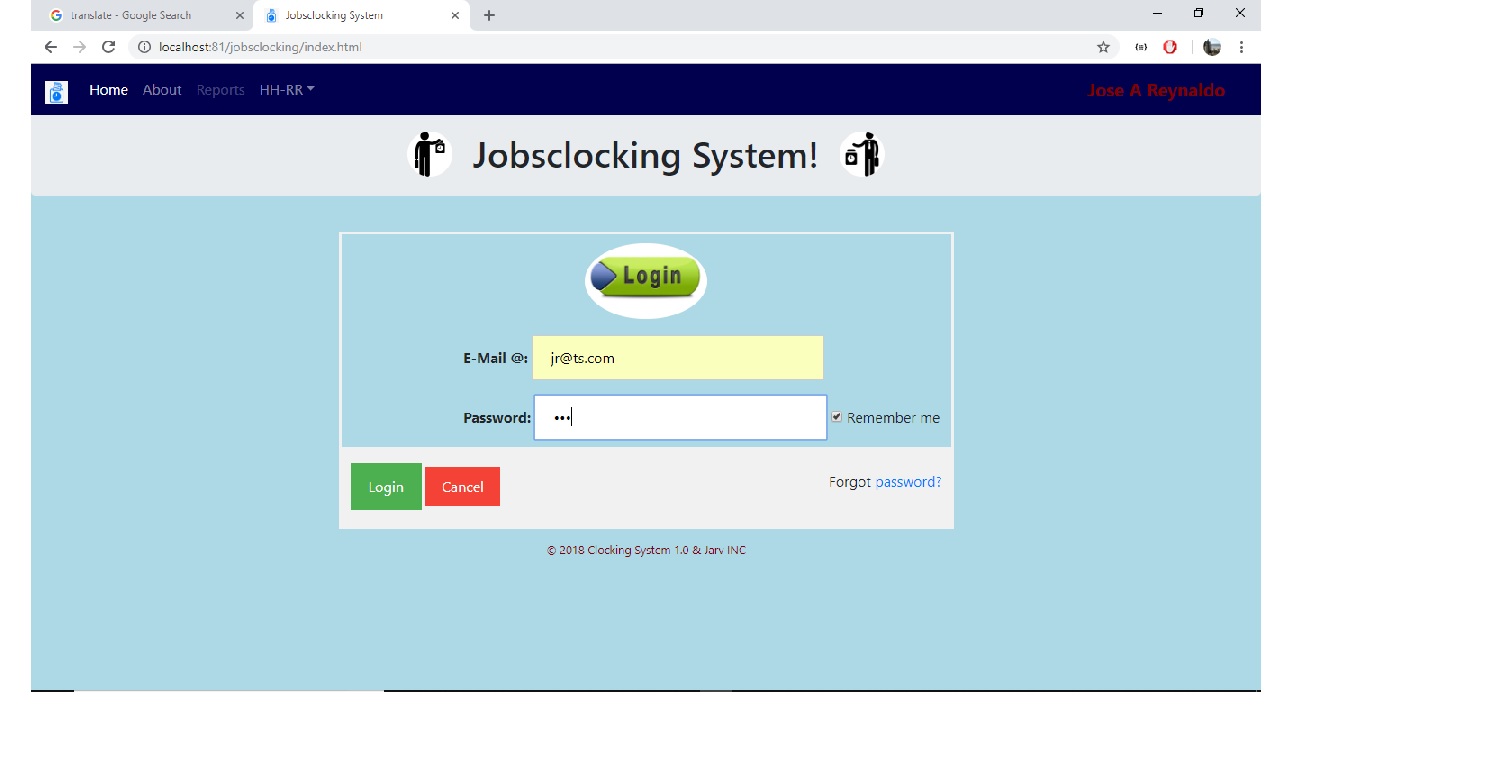 translate - Google Search
Jobsclocking System
localhost:81/jobsclocking/index.html
Home About Reports HH-RR
Jose A Reynaldo
Jobsclocking System!
Login
E-Mail @: jr@ts.com
Password: •••
Remember me
Login Cancel
Forgot password?
© 2018 Clocking System 1.0 & Jarv INC